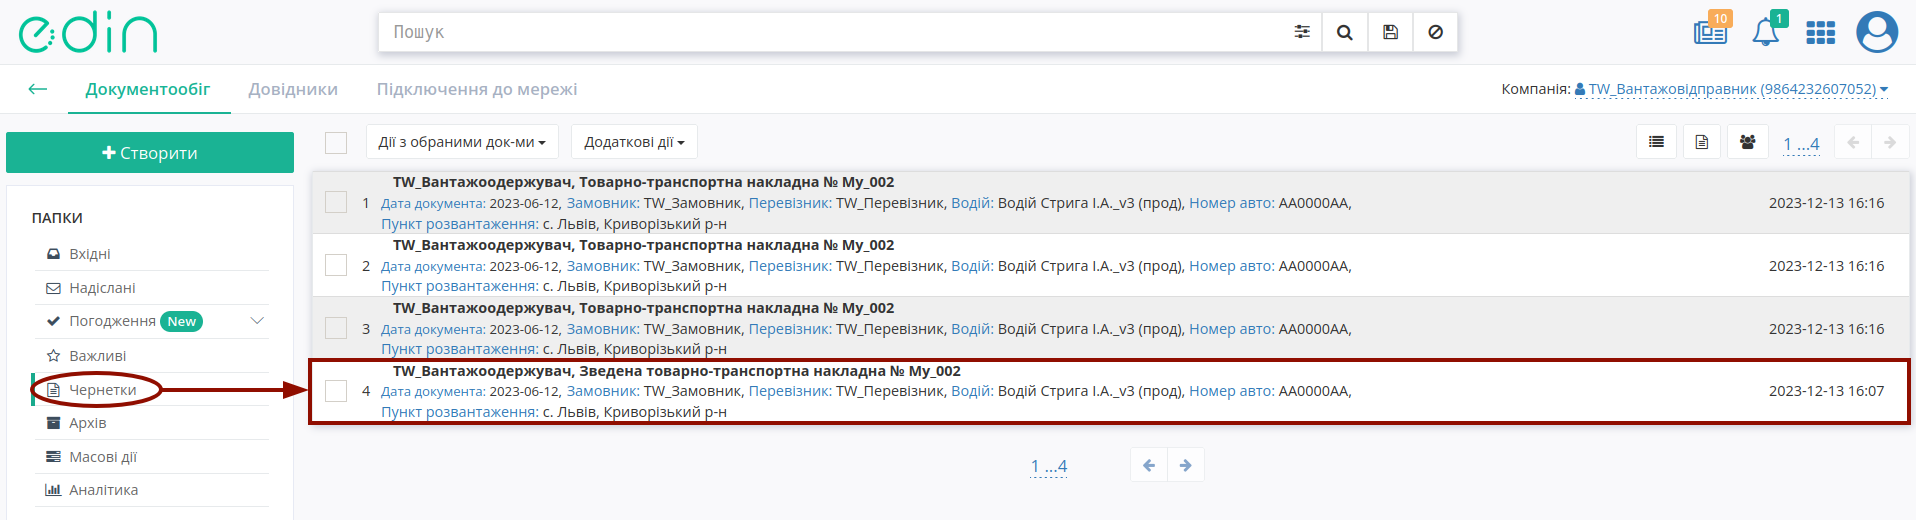 edin
Пошук
10
1
Документообіг
Довідники
Підключення до мережі
Компанія: TW_Вантажовідправник (9864232607052)
Створити
Дії з обраними док-ми
Додаткові дії
1 ...4
ПАПКИ
Вхідні
Надіслані
Погодження New
Важливі
Чернетки
Архів
Масові дії
Аналітика
TW_Вантажоодержувач, Товарно-транспортна накладна № My_002
1 Дата документа: 2023-06-12, Замовник: TW_Замовник, Перевізник: TW_Перевізник, Водій: Водій Стрига І.А._v3 (прод), Номер авто: AA0000AA, 2023-12-13 16:16
Пункт розвантаження: с. Львів, Криворізький р-н
TW_Вантажоодержувач, Товарно-транспортна накладна № My_002
2 Дата документа: 2023-06-12, Замовник: TW_Замовник, Перевізник: TW_Перевізник, Водій: Водій Стрига І.А._v3 (прод), Номер авто: AA0000AA, 2023-12-13 16:16
Пункт розвантаження: с. Львів, Криворізький р-н
TW_Вантажоодержувач, Товарно-транспортна накладна № My_002
3 Дата документа: 2023-06-12, Замовник: TW_Замовник, Перевізник: TW_Перевізник, Водій: Водій Стрига І.А._v3 (прод), Номер авто: AA0000AA, 2023-12-13 16:16
Пункт розвантаження: с. Львів, Криворізький р-н
TW_Вантажоодержувач, Зведена товарно-транспортна накладна № My_002
4 Дата документа: 2023-06-12, Замовник: TW_Замовник, Перевізник: TW_Перевізник, Водій: Водій Стрига І.А._v3 (прод), Номер авто: AA0000AA, 2023-12-13 16:07
Пункт розвантаження: с. Львів, Криворізький р-н
1 ...4